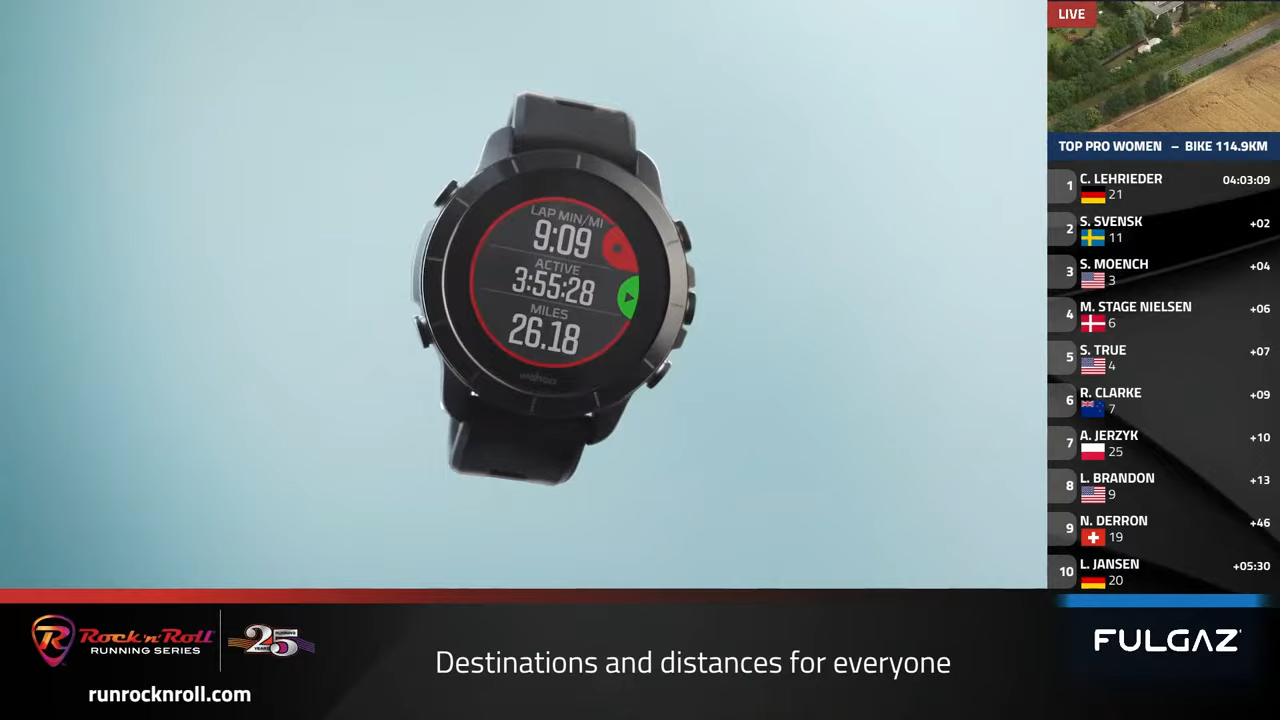 LAP MIN/MI
9:09
ACTIVE
3:55:28
MILES
26.18
wahoo
LIVE
TOP PRO WOMEN – BIKE 114.9KM
1 C. LEHRIEDER 04:03:09
21
2 S. SVENSK +02
11
3 S. MOENCH +04
3
4 M. STAGE NIELSEN +06
6
5 S. TRUE +07
4
6 R. CLARKE +09
7
7 A. JERZYK +10
25
8 L. BRANDON +13
9
9 N. DERRON +46
19
10 L. JANSEN +05:30
20
Rock 'n' Roll
RUNNING SERIES
25
YEARS
RUNNING
runrocknroll.com
Destinations and distances for everyone
FULGAZ